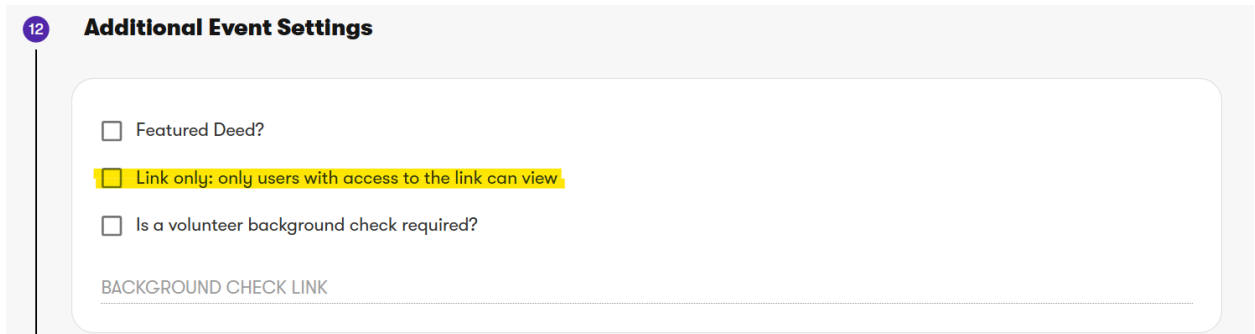 12
Additional Event Settings
Featured Deed?
Link only: only users with access to the link can view
Is a volunteer background check required?
BACKGROUND CHECK LINK